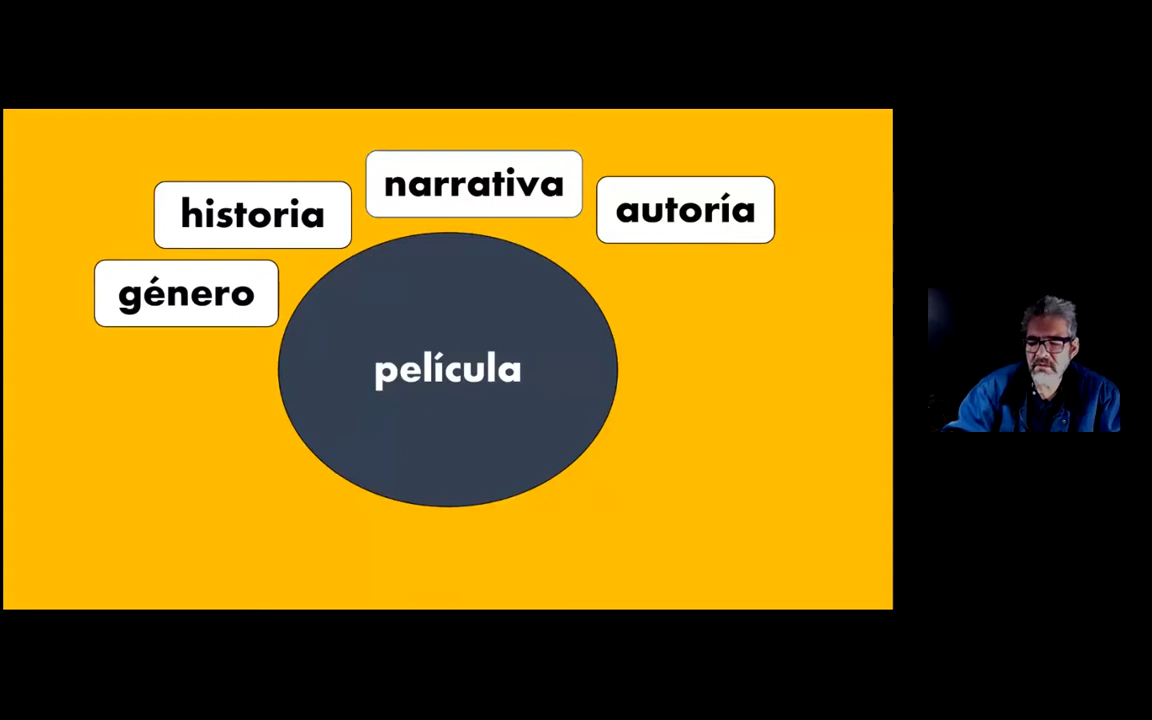 narrativa
autoría
historia
género
película